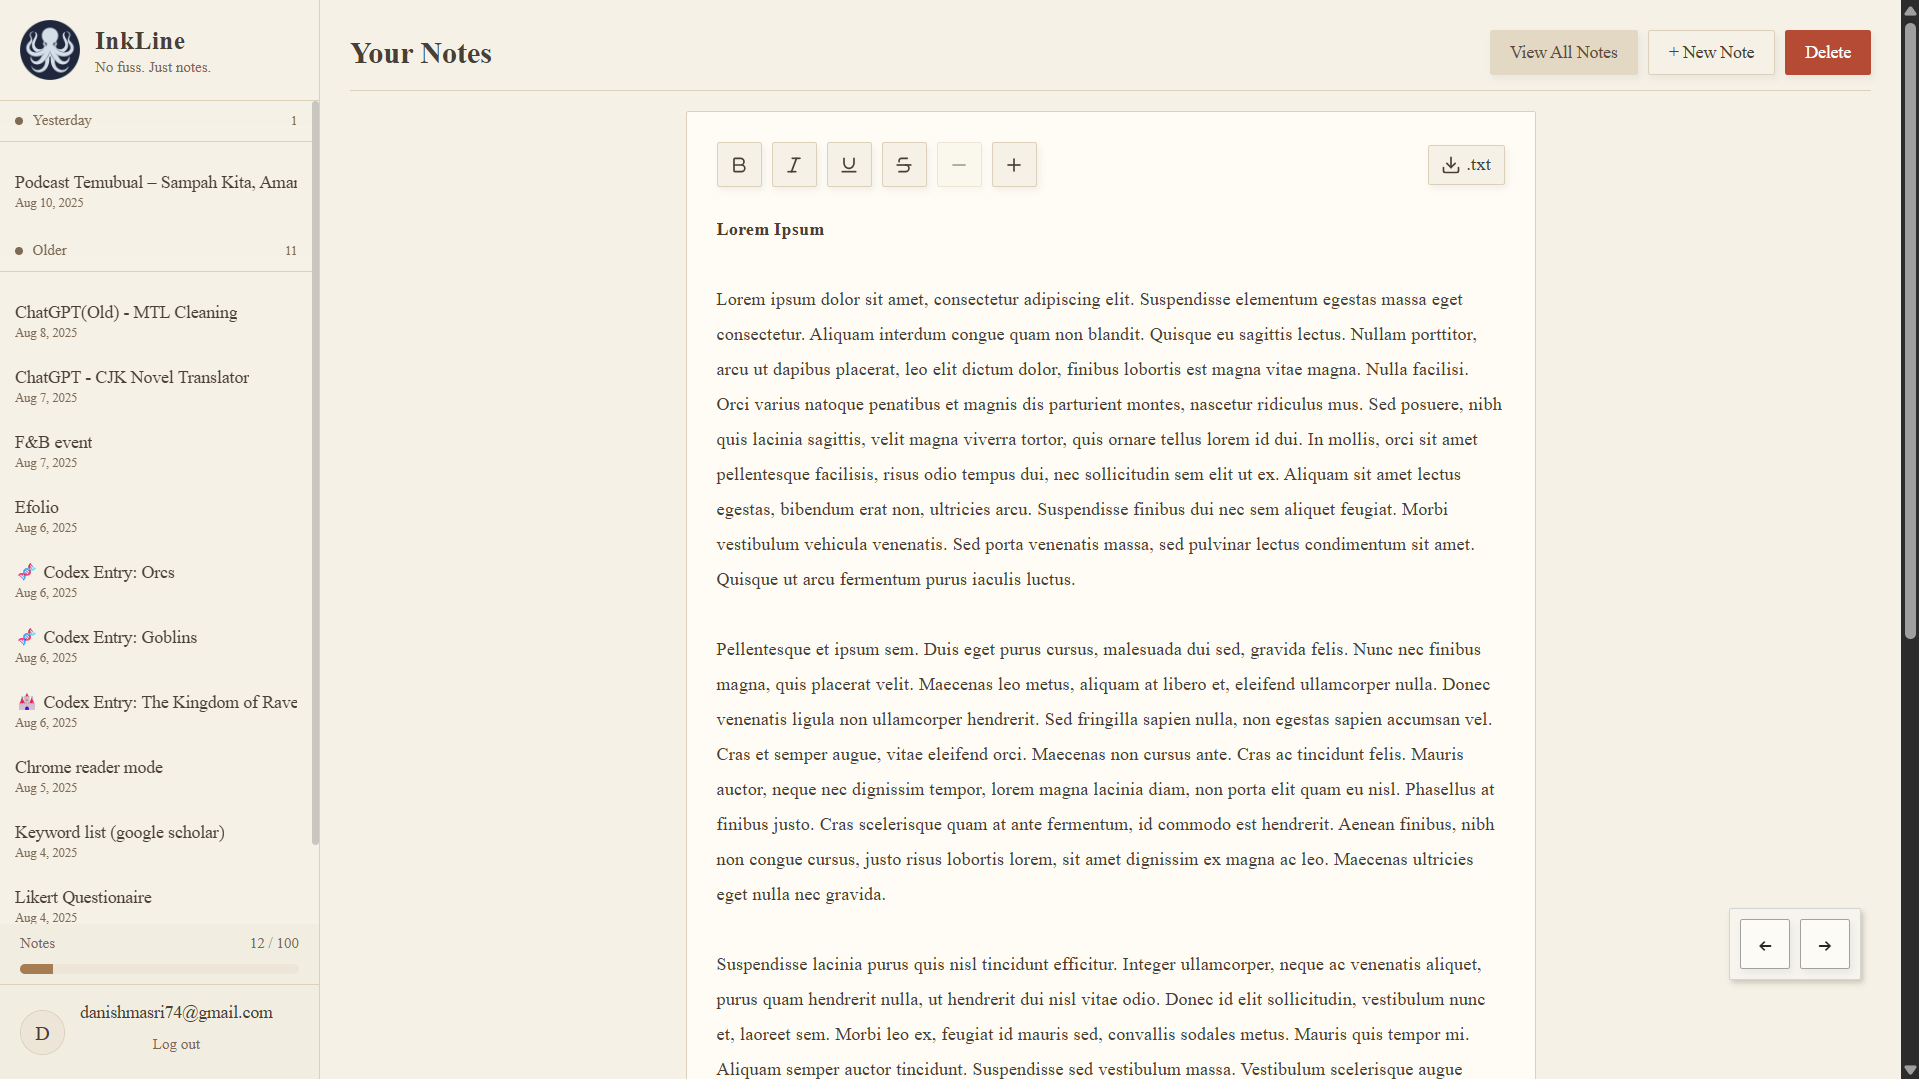 InkLine
No fuss. Just notes.
Yesterday 1
Podcast Temubual – Sampah Kita, Amar
Aug 10, 2025
Older 11
ChatGPT(Old) - MTL Cleaning
Aug 8, 2025
ChatGPT - CJK Novel Translator
Aug 7, 2025
F&B event
Aug 7, 2025
Efolio
Aug 6, 2025
🧬 Codex Entry: Orcs
Aug 6, 2025
🧬 Codex Entry: Goblins
Aug 6, 2025
🏰 Codex Entry: The Kingdom of Rave
Aug 6, 2025
Chrome reader mode
Aug 5, 2025
Keyword list (google scholar)
Aug 4, 2025
Likert Questionaire
Aug 4, 2025
Notes 12 / 100
D
danishmasri74@gmail.com
Log out
Your Notes
View All Notes
+ New Note
Delete
B I U S − +
.txt
Lorem Ipsum
Lorem ipsum dolor sit amet, consectetur adipiscing elit. Suspendisse elementum egestas massa eget
consectetur. Aliquam interdum congue quam non blandit. Quisque eu sagittis lectus. Nullam porttitor,
arcu ut dapibus placerat, leo elit dictum dolor, finibus lobortis est magna vitae magna. Nulla facilisi.
Orci varius natoque penatibus et magnis dis parturient montes, nascetur ridiculus mus. Sed posuere, nibh
quis lacinia sagittis, velit magna viverra tortor, quis ornare tellus lorem id dui. In mollis, orci sit amet
pellentesque facilisis, risus odio tempus dui, nec sollicitudin sem elit ut ex. Aliquam sit amet lectus
egestas, bibendum erat non, ultricies arcu. Suspendisse finibus dui nec sem aliquet feugiat. Morbi
vestibulum vehicula venenatis. Sed porta venenatis massa, sed pulvinar lectus condimentum sit amet.
Quisque ut arcu fermentum purus iaculis luctus.
Pellentesque et ipsum sem. Duis eget purus cursus, malesuada dui sed, gravida felis. Nunc nec finibus
magna, quis placerat velit. Maecenas leo metus, aliquam at libero et, eleifend ullamcorper nulla. Donec
venenatis ligula non ullamcorper hendrerit. Sed fringilla sapien nulla, non egestas sapien accumsan vel.
Cras et semper augue, vitae eleifend orci. Maecenas non cursus ante. Cras ac tincidunt felis. Mauris
auctor, neque nec dignissim tempor, lorem magna lacinia diam, non porta elit quam eu nisl. Phasellus at
finibus justo. Cras scelerisque quam at ante fermentum, id commodo est hendrerit. Aenean finibus, nibh
non congue cursus, justo risus lobortis lorem, sit amet dignissim ex magna ac leo. Maecenas ultricies
eget nulla nec gravida.
Suspendisse lacinia purus quis nisl tincidunt efficitur. Integer ullamcorper, neque ac venenatis aliquet,
purus quam hendrerit nulla, ut hendrerit dui nisl vitae odio. Donec id elit sollicitudin, vestibulum nunc
et, laoreet sem. Morbi leo ex, feugiat id mauris sed, convallis sodales metus. Mauris quis tempor mi.
Aliquam semper auctor tincidunt. Suspendisse sed vestibulum massa. Vestibulum scelerisque augue